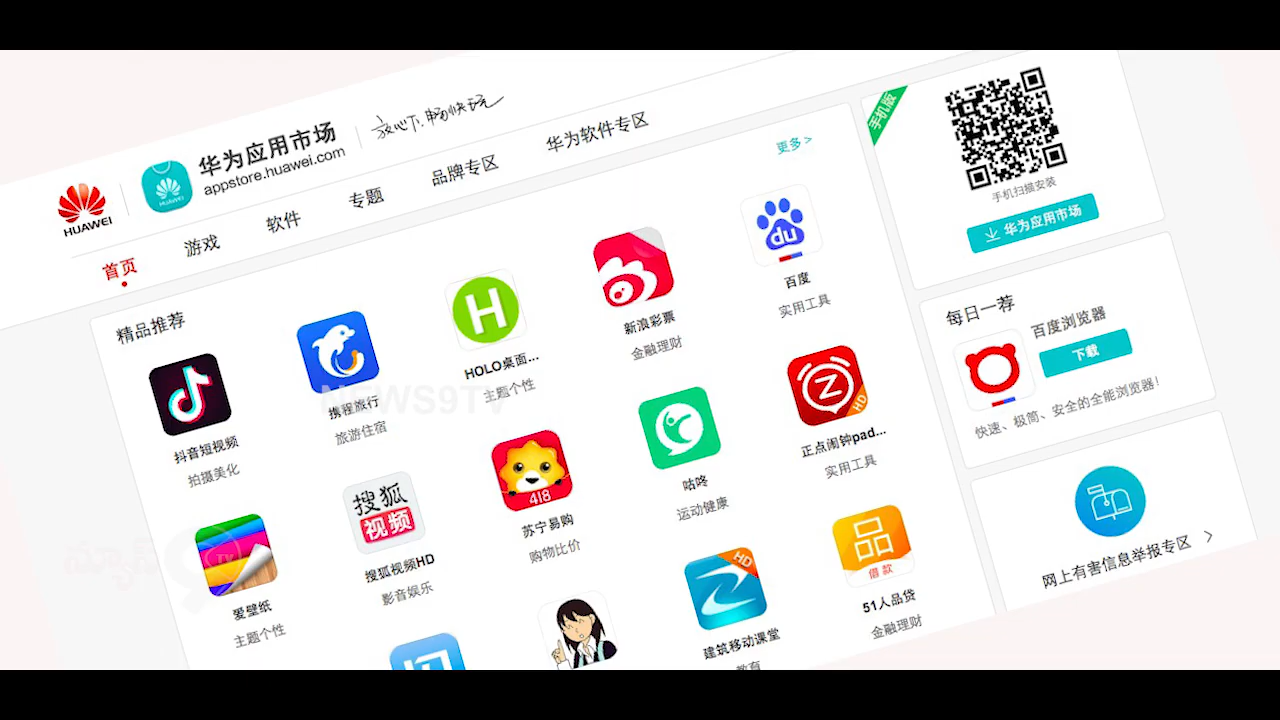 HUAWEI
HUAWEI
华为应用市场
appstore.huawei.com
放心下.畅快玩
首页
游戏
软件
专题
品牌专区
华为软件专区
精品推荐
更多>
抖音短视频
拍摄美化
携程旅行
旅游住宿
H
HOLO桌面...
主题个性
新浪彩票
金融理财
du
百度
实用工具
爱壁纸
主题个性
搜狐
视频
搜狐视频HD
影音娱乐
418
苏宁易购
购物比价
咕咚
运动健康
Z
HD
正点闹钟pad...
实用工具
HD
建筑移动课堂
教育
品
借款
51人品贷
金融理财
手机版
手机扫描安装
华为应用市场
每日一荐
百度浏览器
下载
快速、极简、安全的全能浏览器！
网上有害信息举报专区 >
NEWS9TV
న్యూస్ 9
TV